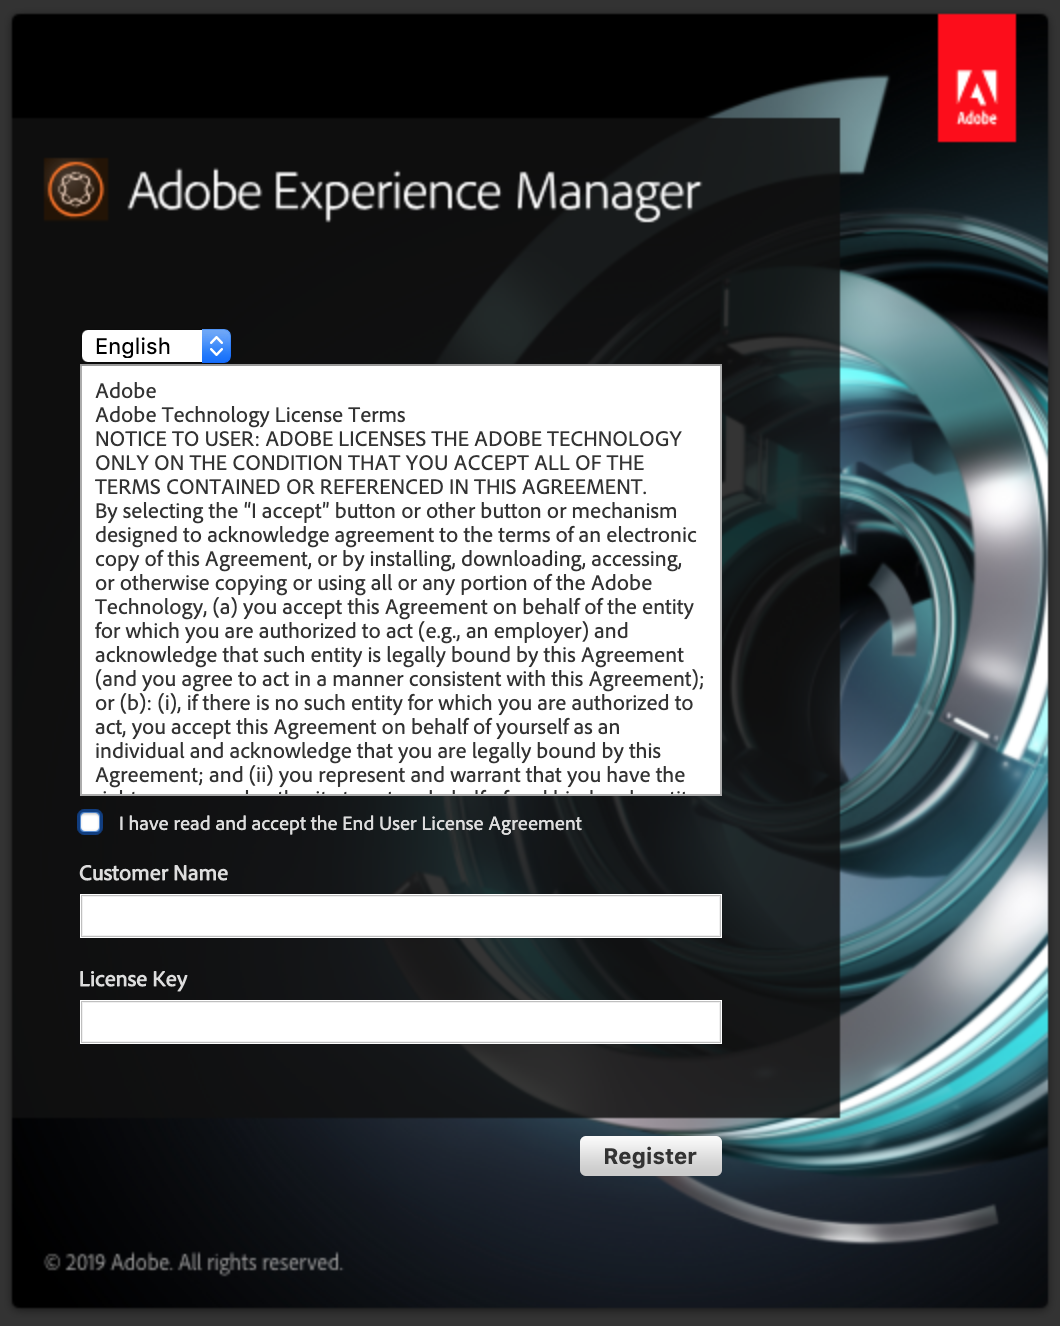 Adobe
Adobe Experience Manager
English
Adobe
Adobe Technology License Terms
NOTICE TO USER: ADOBE LICENSES THE ADOBE TECHNOLOGY
ONLY ON THE CONDITION THAT YOU ACCEPT ALL OF THE
TERMS CONTAINED OR REFERENCED IN THIS AGREEMENT.
By selecting the "I accept" button or other button or mechanism
designed to acknowledge agreement to the terms of an electronic
copy of this Agreement, or by installing, downloading, accessing,
or otherwise copying or using all or any portion of the Adobe
Technology, (a) you accept this Agreement on behalf of the entity
for which you are authorized to act (e.g., an employer) and
acknowledge that such entity is legally bound by this Agreement
(and you agree to act in a manner consistent with this Agreement);
or (b): (i), if there is no such entity for which you are authorized to
act, you accept this Agreement on behalf of yourself as an
individual and acknowledge that you are legally bound by this
Agreement; and (ii) you represent and warrant that you have the
I have read and accept the End User License Agreement
Customer Name
License Key
Register
© 2019 Adobe. All rights reserved.